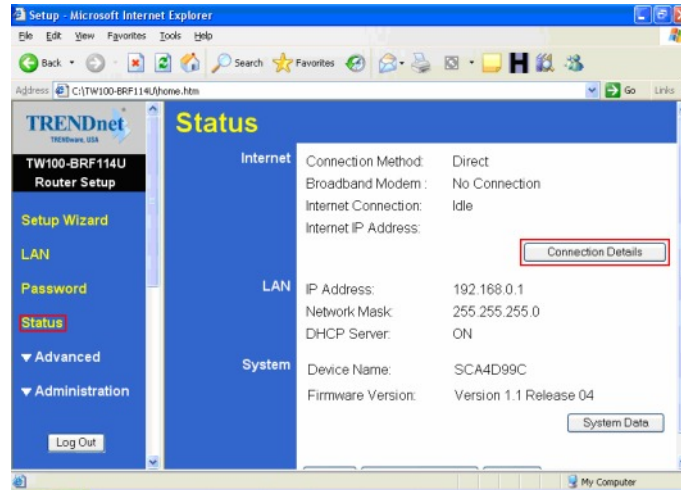 Setup - Microsoft Internet Explorer
File Edit View Favorites Tools Help
Back Search Favorites
Address C:\TW100-BRF114U\home.htm Go Links
TRENDnet
TRENDware, USA
TW100-BRF114U
Router Setup
Setup Wizard
LAN
Password
Status
Advanced
Administration
Log Out
Status
Internet
Connection Method: Direct
Broadband Modem : No Connection
Internet Connection: Idle
Internet IP Address:
Connection Details
LAN
IP Address: 192.168.0.1
Network Mask: 255.255.255.0
DHCP Server: ON
System
Device Name: SCA4D99C
Firmware Version: Version 1.1 Release 04
System Data
My Computer